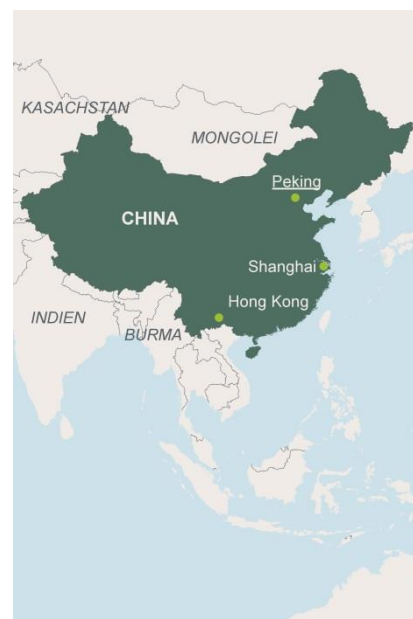 KASACHSTAN
MONGOLEI
Peking
CHINA
Shanghai
Hong Kong
INDIEN
BURMA